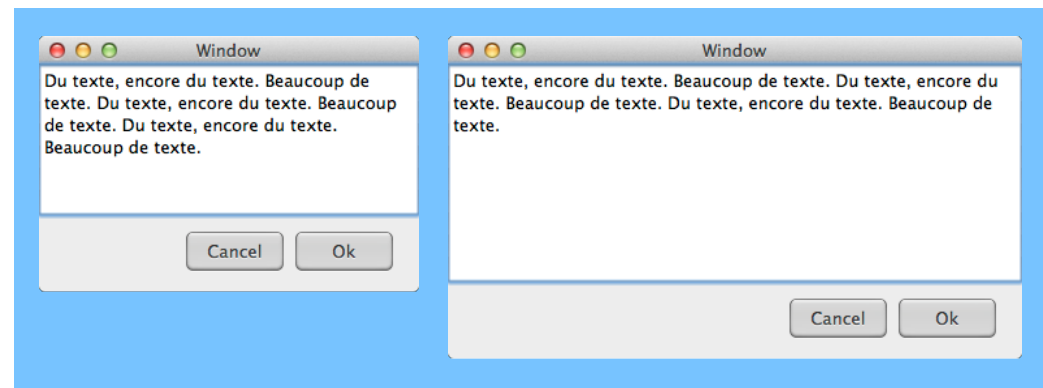 Window
Du texte, encore du texte. Beaucoup de
texte. Du texte, encore du texte. Beaucoup
de texte. Du texte, encore du texte.
Beaucoup de texte.
Cancel
Ok
Window
Du texte, encore du texte. Beaucoup de texte. Du texte, encore du
texte. Beaucoup de texte. Du texte, encore du texte. Beaucoup de
texte.
Cancel
Ok